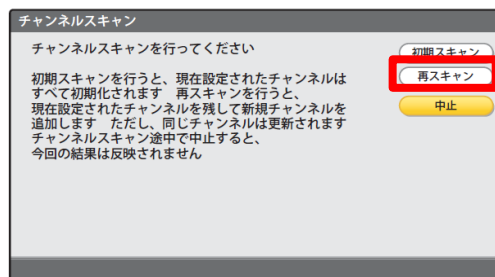 チャンネルスキャン
チャンネルスキャンを行ってください
初期スキャンを行うと、現在設定されたチャンネルは
すべて初期化されます　再スキャンを行うと、
現在設定されたチャンネルを残して新規チャンネルを
追加します　ただし、同じチャンネルは更新されます
チャンネルスキャン途中で中止すると、
今回の結果は反映されません
初期スキャン
再スキャン
中止